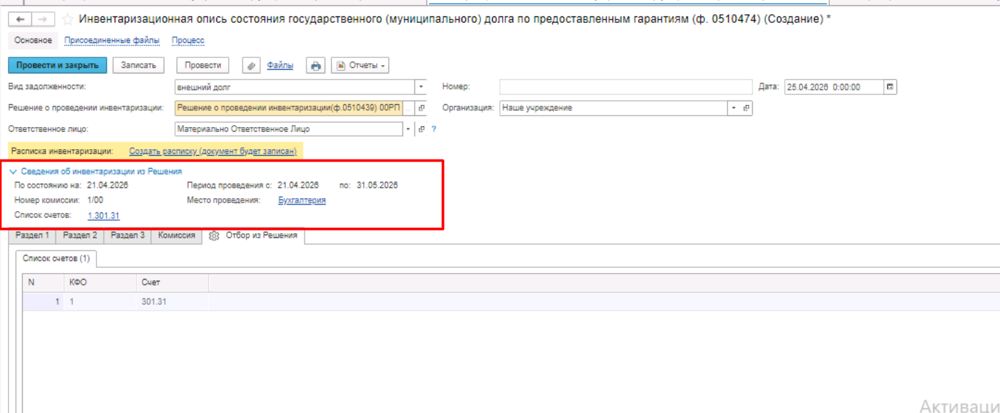 Инвентаризационная опись состояния государственного (муниципального) долга по предоставленным гарантиям (ф. 0510474) (Создание) *
Основное Присоединенные файлы Процесс
Провести и закрыть Записать Провести Файлы Отчеты
Вид задолженности: внешний долг Номер: Дата: 25.04.2026 0:00:00
Решение о проведении инвентаризации: Решение о проведении инвентаризации(ф.0510439) 00РП ... Организация: Наше учреждение
Ответственное лицо: Материально Ответственное Лицо ?
Расписка инвентаризации: Создать расписку (документ будет записан)
Сведения об инвентаризации из Решения
По состоянию на: 21.04.2026 Период проведения с: 21.04.2026 по: 31.05.2026
Номер комиссии: 1/00 Место проведения: Бухгалтерия
Список счетов: 1.301.31
Раздел 1 Раздел 2 Раздел 3 Комиссия Отбор из Решения
Список счетов (1)
N КФО Счет
1 1 301.31
Активаци